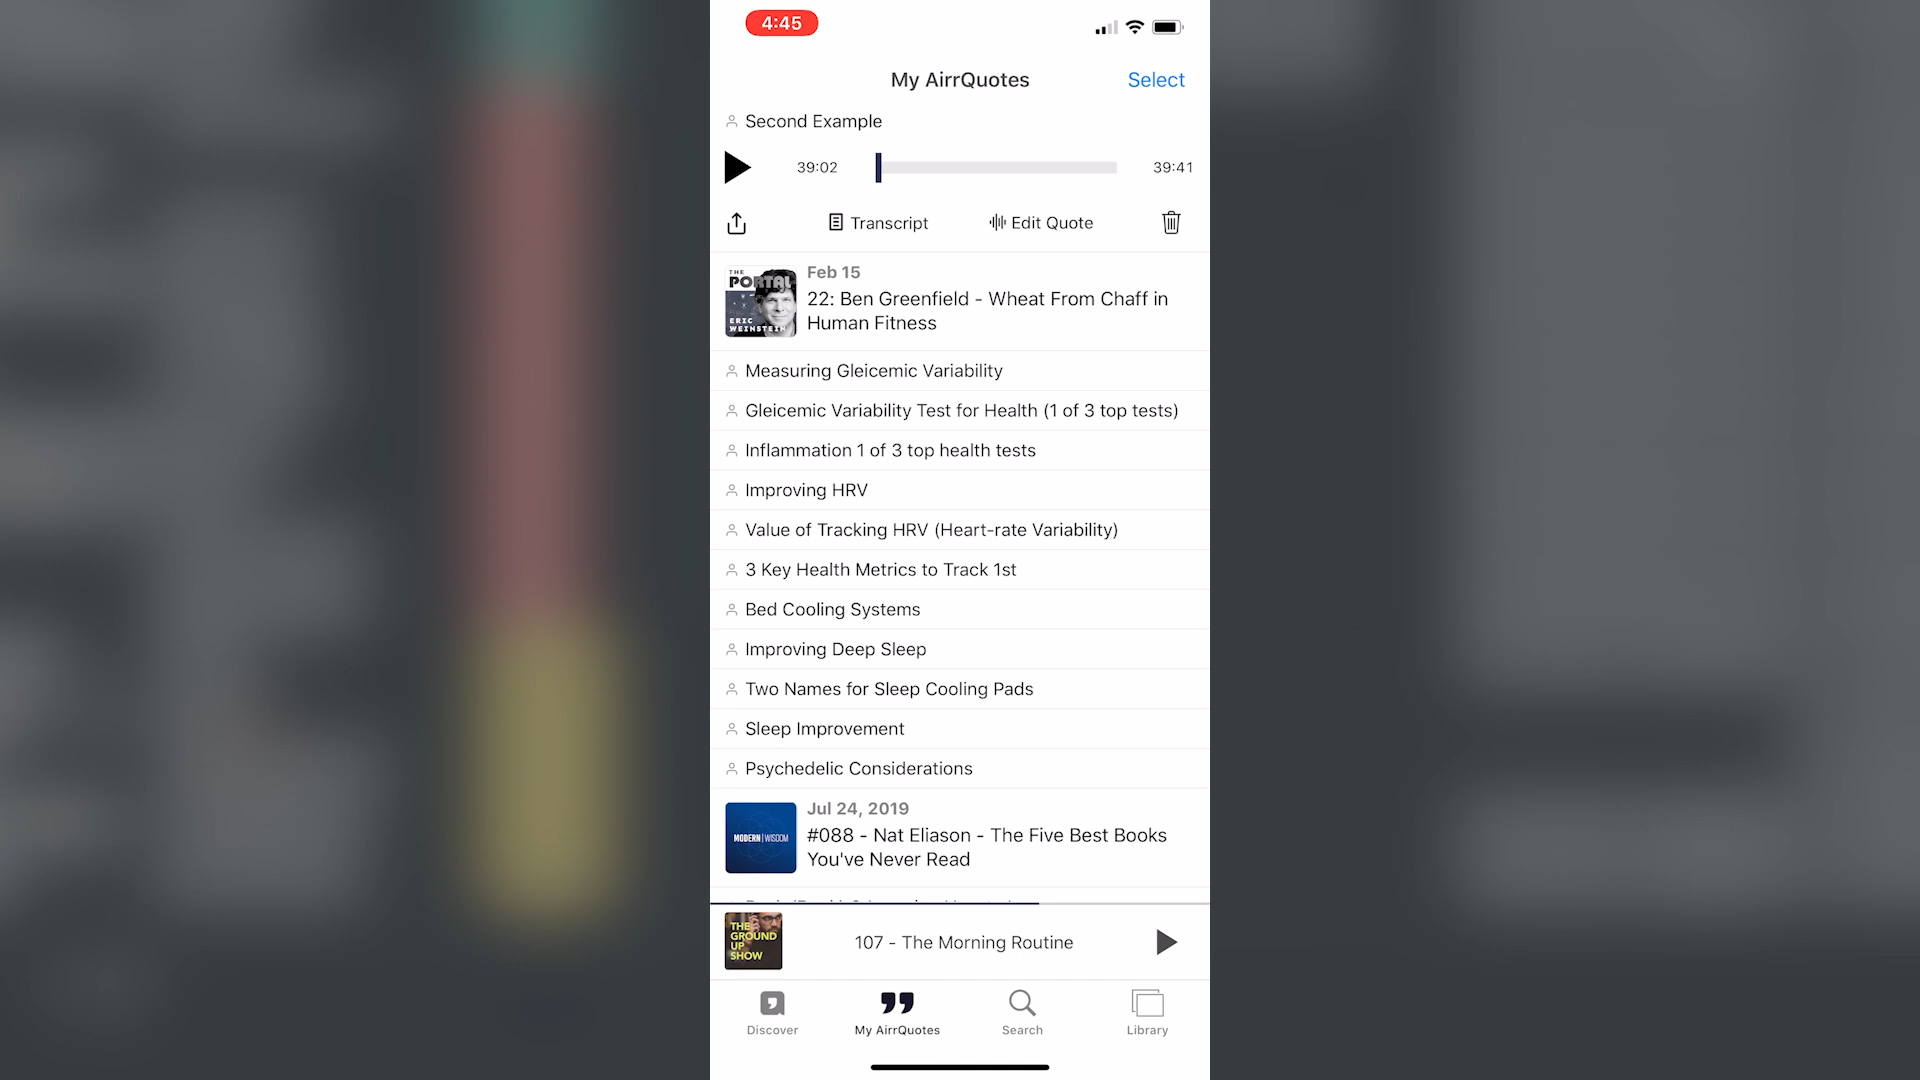 4:45
My AirrQuotes
Select
Second Example
39:02
39:41
Transcript
Edit Quote
THE
PORTAL
ERIC
WEINSTEIN
Feb 15
22: Ben Greenfield - Wheat From Chaff in
Human Fitness
Measuring Gleicemic Variability
Gleicemic Variability Test for Health (1 of 3 top tests)
Inflammation 1 of 3 top health tests
Improving HRV
Value of Tracking HRV (Heart-rate Variability)
3 Key Health Metrics to Track 1st
Bed Cooling Systems
Improving Deep Sleep
Two Names for Sleep Cooling Pads
Sleep Improvement
Psychedelic Considerations
MODERN | WISDOM
Jul 24, 2019
#088 - Nat Eliason - The Five Best Books
You've Never Read
THE
GROUND
UP
SHOW
107 - The Morning Routine
Discover
My AirrQuotes
Search
Library